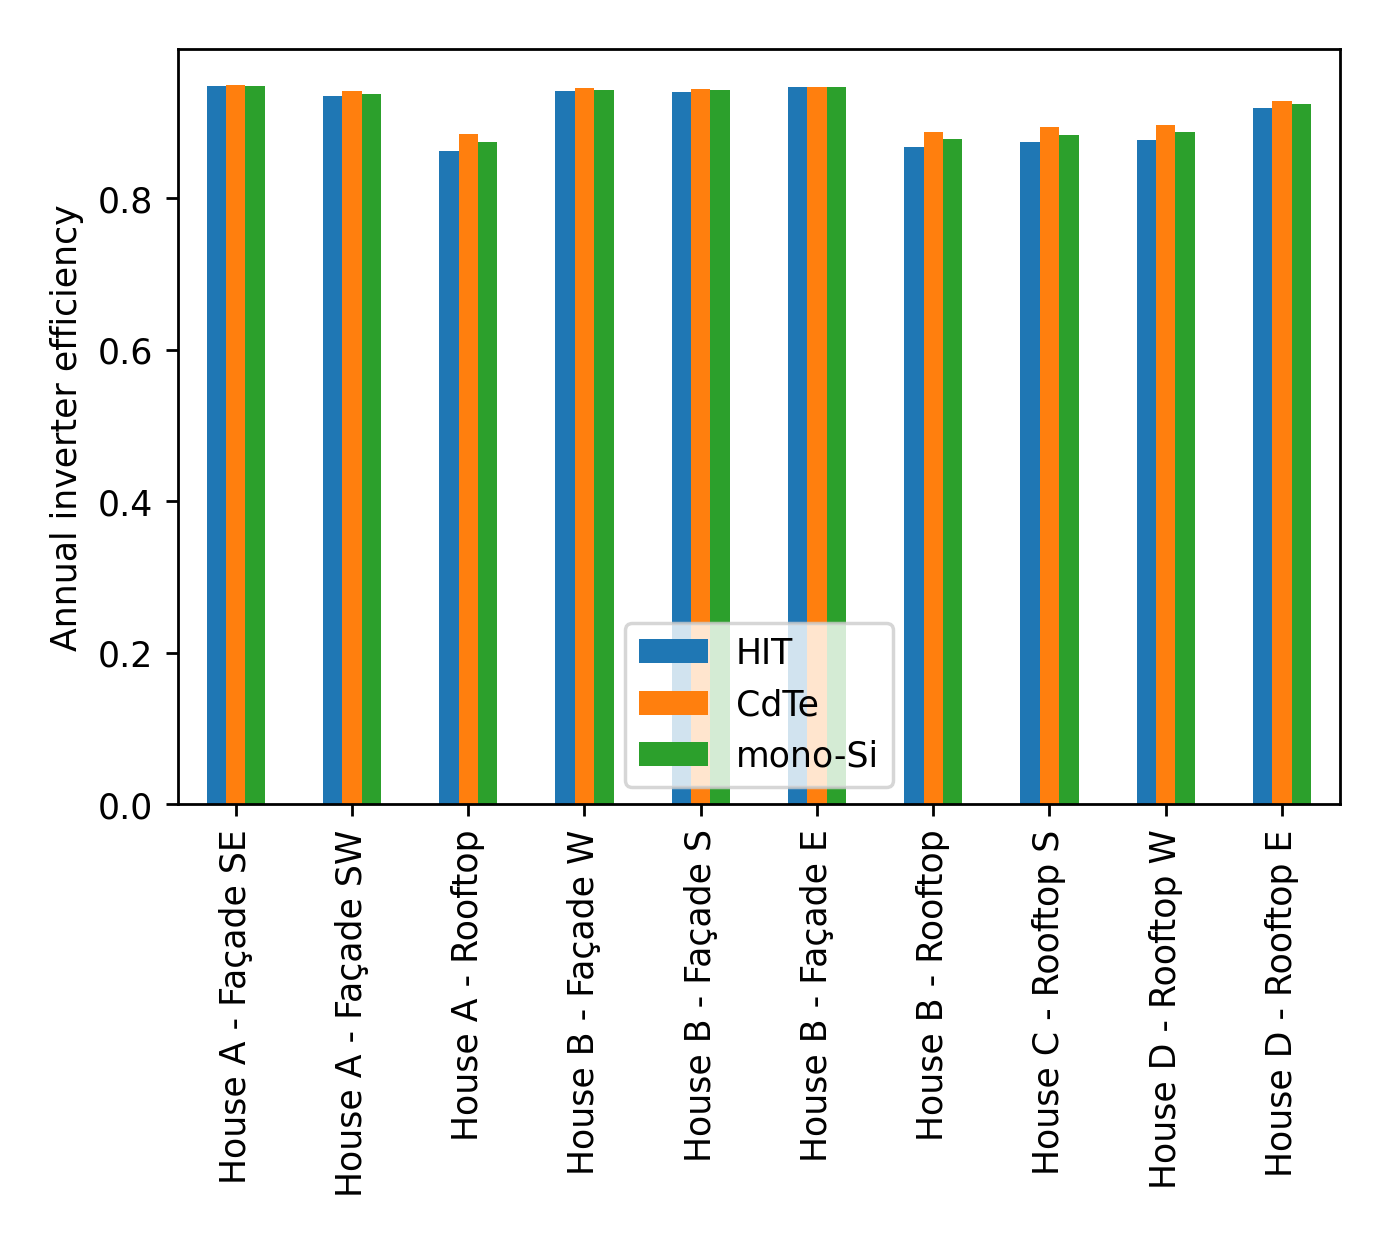 Annual inverter efficiency
0.8
0.6
0.4
0.2
0.0
HIT
CdTe
mono-Si
House A - Façade SE
House A - Façade SW
House A - Rooftop
House B - Façade W
House B - Façade S
House B - Façade E
House B - Rooftop
House C - Rooftop S
House D - Rooftop W
House D - Rooftop E